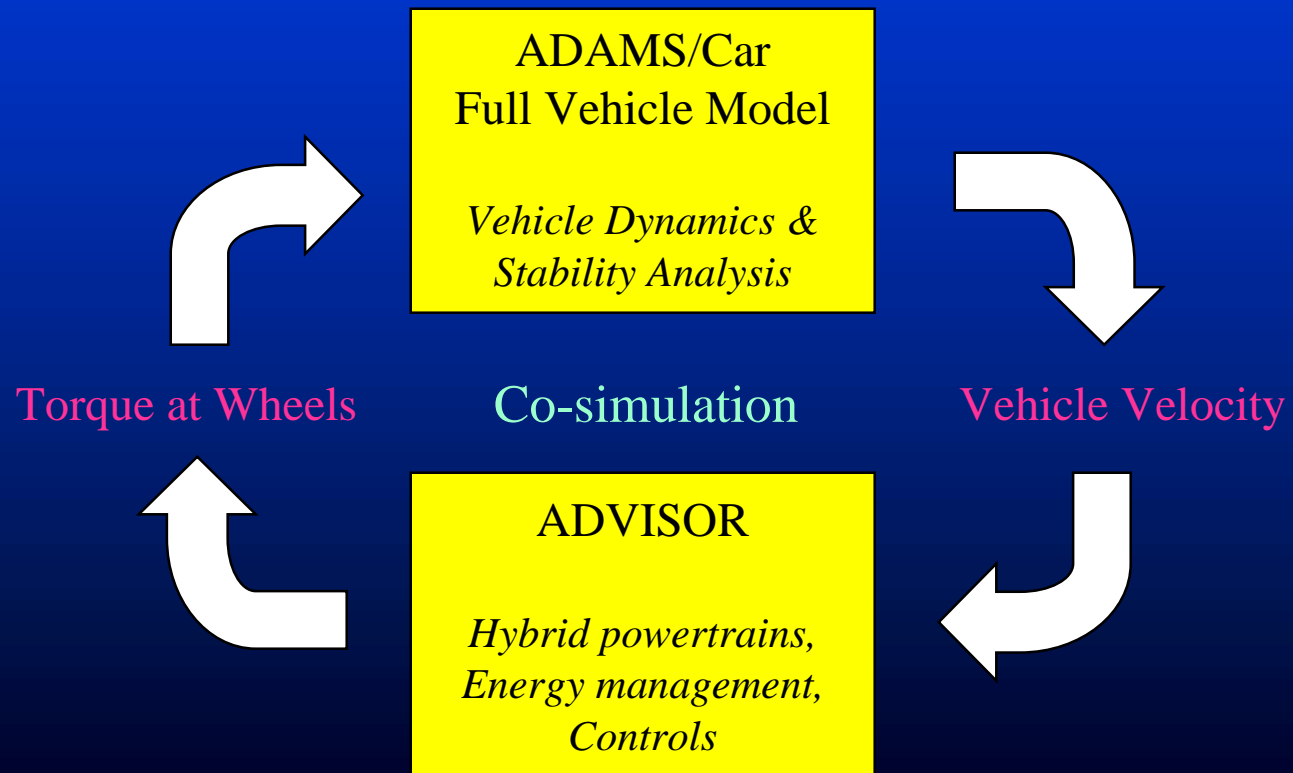 ADAMS/Car
Full Vehicle Model
Vehicle Dynamics &
Stability Analysis
Torque at Wheels
Co-simulation
Vehicle Velocity
ADVISOR
Hybrid powertrains,
Energy management,
Controls